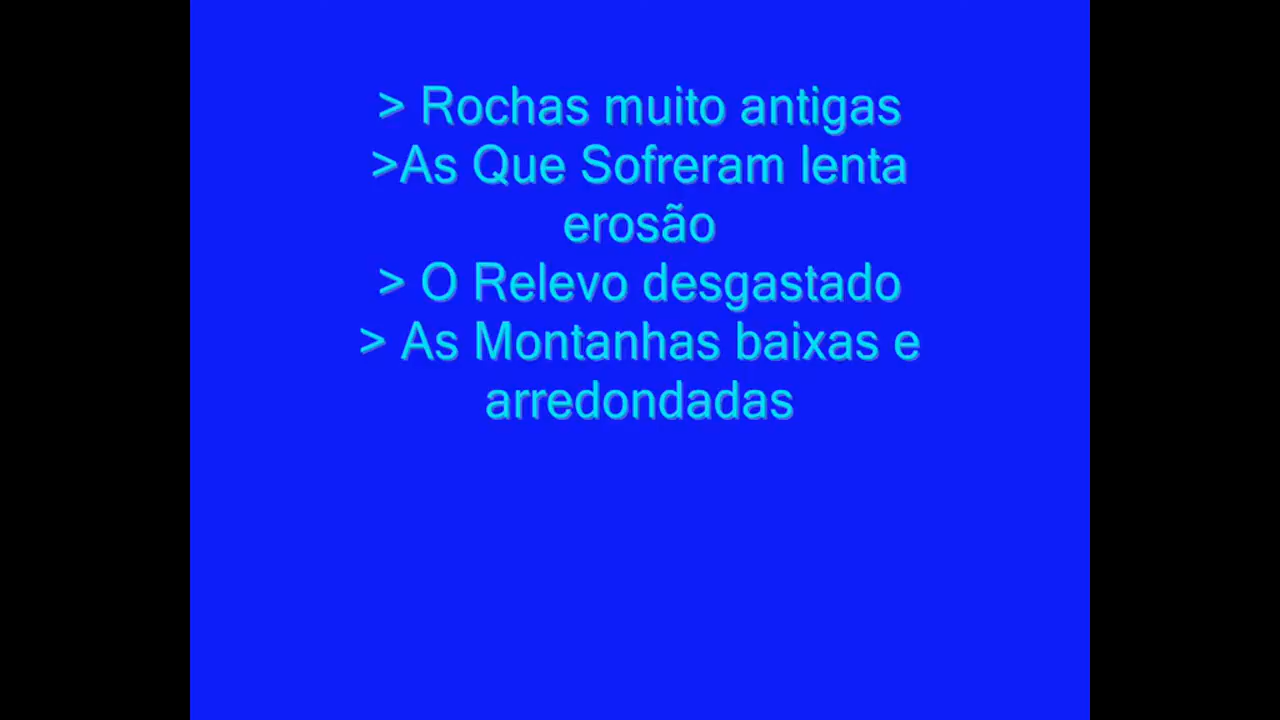 > Rochas muito antigas
>As Que Sofreram lenta
erosão
> O Relevo desgastado
> As Montanhas baixas e
arredondadas